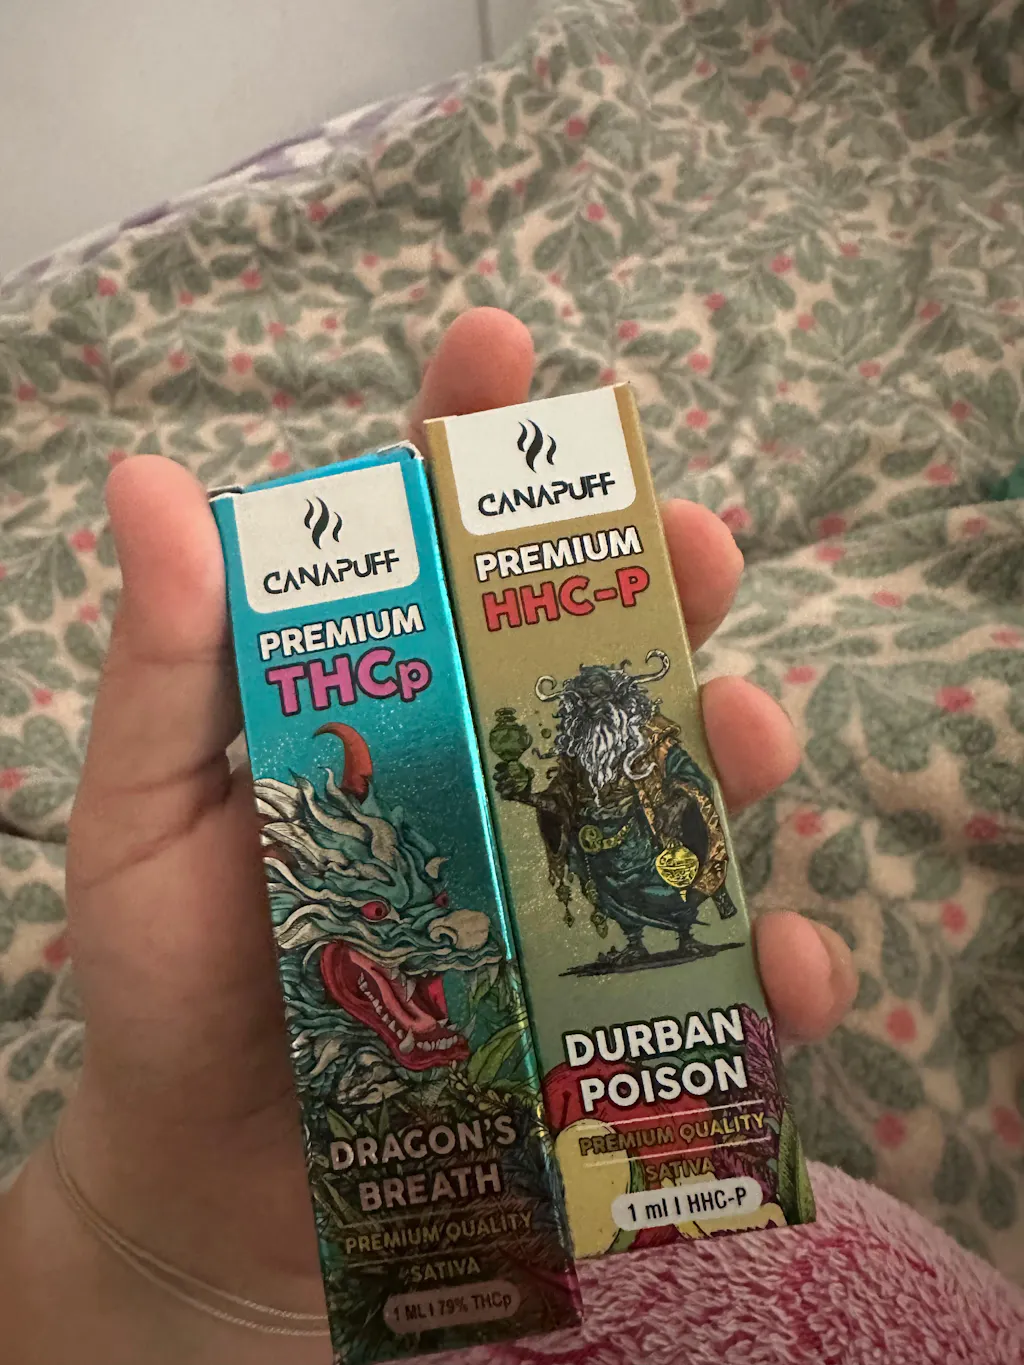 CANAPUFF
PREMIUM
THCp
DRAGON'S
BREATH
PREMIUM QUALITY
SATIVA
1 ML I 79% THCp
CANAPUFF
PREMIUM
HHC-P
DURBAN
POISON
PREMIUM QUALITY
SATIVA
1 ml I HHC-P